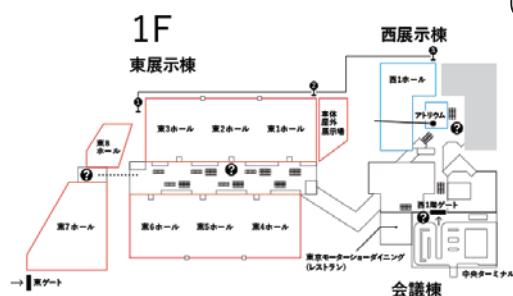 1F
東展示棟
西展示棟
❶
❷
❸
西1ホール
アトリウム
東3ホール
東2ホール
東1ホール
車体
屋外
展示場
東8
ホール
?
?
?
?
東7ホール
東6ホール
東5ホール
東4ホール
西1階ゲート
東京モーターショーダイニング
(レストラン)
→東ゲート
中央ターミナル
会議棟